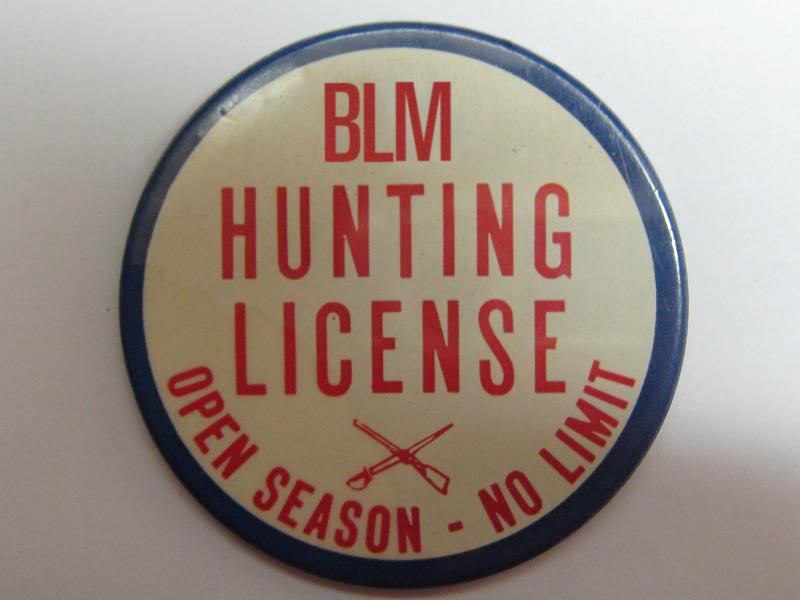 BLM
HUNTING
LICENSE
OPEN SEASON - NO LIMIT